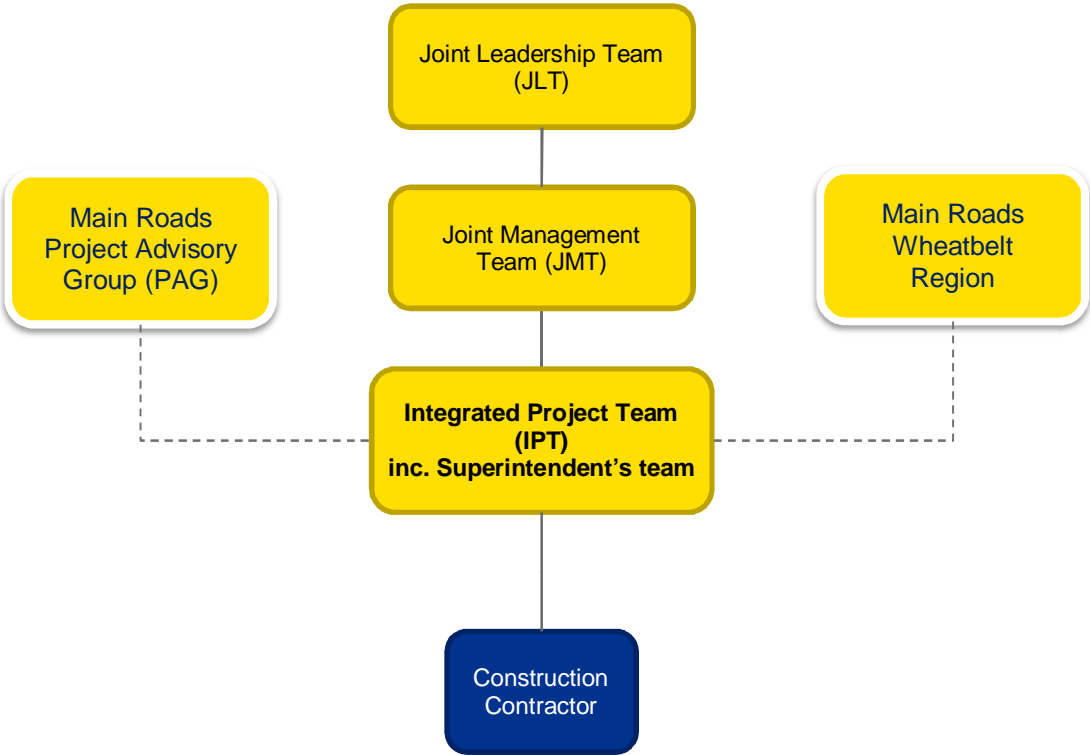 Joint Leadership Team
(JLT)
Main Roads
Project Advisory
Group (PAG)
Joint Management
Team (JMT)
Main Roads
Wheatbelt
Region
Integrated Project Team
(IPT)
inc. Superintendent’s team
Construction
Contractor